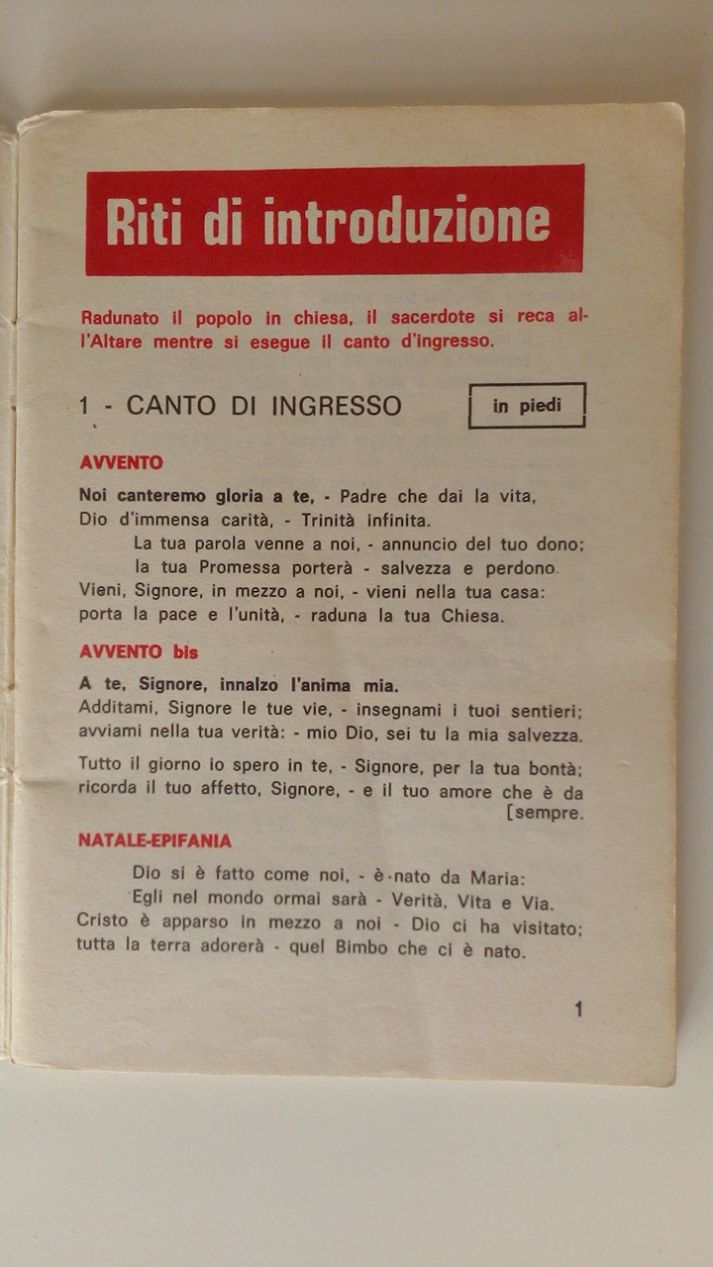 Riti di introduzione
Radunato il popolo in chiesa, il sacerdote si reca al-
l'Altare mentre si esegue il canto d'ingresso.
1 - CANTO DI INGRESSO in piedi
AVVENTO
Noi canteremo gloria a te, - Padre che dai la vita,
Dio d'immensa carità, - Trinità infinita.
La tua parola venne a noi, - annuncio del tuo dono;
la tua Promessa porterà - salvezza e perdono.
Vieni, Signore, in mezzo a noi, - vieni nella tua casa:
porta la pace e l'unità, - raduna la tua Chiesa.
AVVENTO bis
A te, Signore, innalzo l'anima mia.
Additami, Signore le tue vie, - insegnami i tuoi sentieri;
avviami nella tua verità: - mio Dio, sei tu la mia salvezza.
Tutto il giorno io spero in te, - Signore, per la tua bontà;
ricorda il tuo affetto, Signore, - e il tuo amore che è da
[sempre.
NATALE-EPIFANIA
Dio si è fatto come noi, - è nato da Maria:
Egli nel mondo ormai sarà - Verità, Vita e Via.
Cristo è apparso in mezzo a noi - Dio ci ha visitato;
tutta la terra adorerà - quel Bimbo che ci è nato.
1